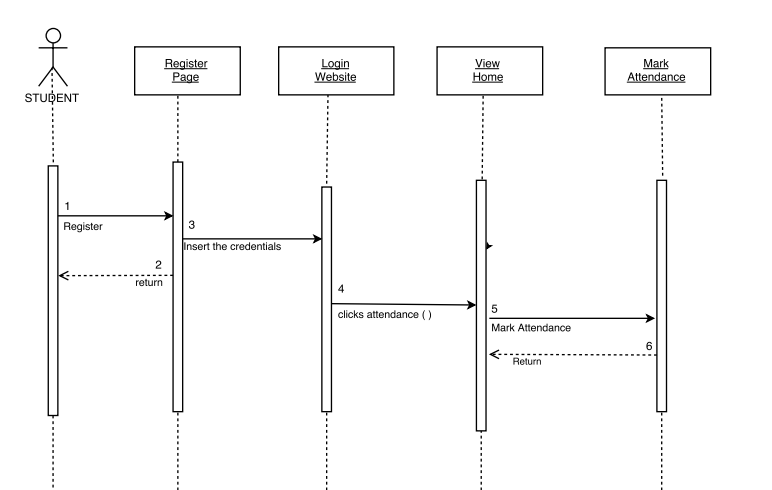 Register
Page
Login
Website
View
Home
Mark
Attendance
STUDENT
1
Register
3
Insert the credentials
2
return
4
clicks attendance ( )
5
Mark Attendance
6
Return